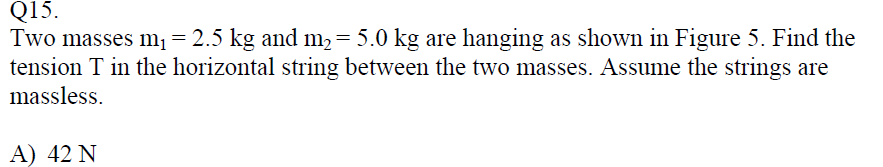 Q15.
Two masses m₁ = 2.5 kg and m₂ = 5.0 kg are hanging as shown in Figure 5. Find the
tension T in the horizontal string between the two masses. Assume the strings are
massless.
A) 42 N